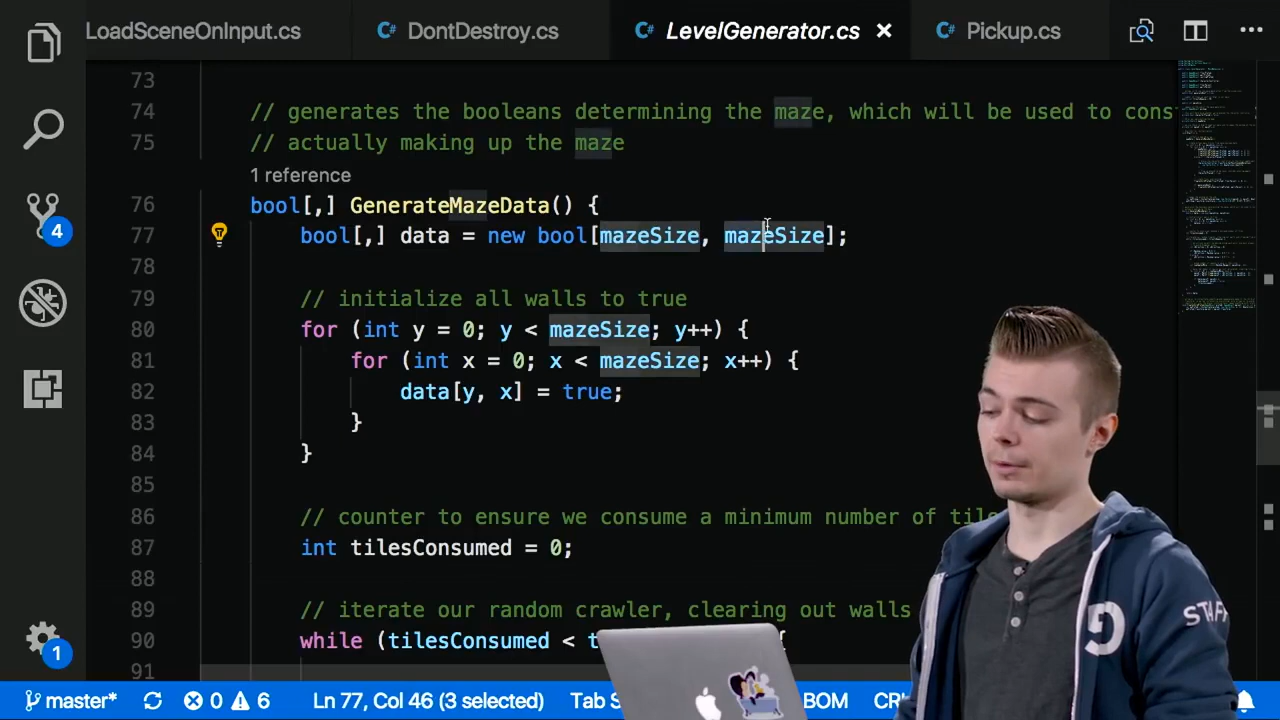 LoadSceneOnInput.cs
C# DontDestroy.cs
C# LevelGenerator.cs
C# Pickup.cs
73
74 // generates the booleans determining the maze, which will be used to cons
75 // actually making up the maze
1 reference
76 bool[,] GenerateMazeData() {
77 bool[,] data = new bool[mazeSize, mazeSize];
78
79 // initialize all walls to true
80 for (int y = 0; y < mazeSize; y++) {
81 for (int x = 0; x < mazeSize; x++) {
82 data[y, x] = true;
83 }
84 }
85
86 // counter to ensure we consume a minimum number of
87 int tilesConsumed = 0;
88
89 // iterate our random crawler, clearing out walls
90 while (tilesConsumed < t {
91
4
1
STAFF
master* 0 6 Ln 77, Col 46 (3 selected) Tab S BOM